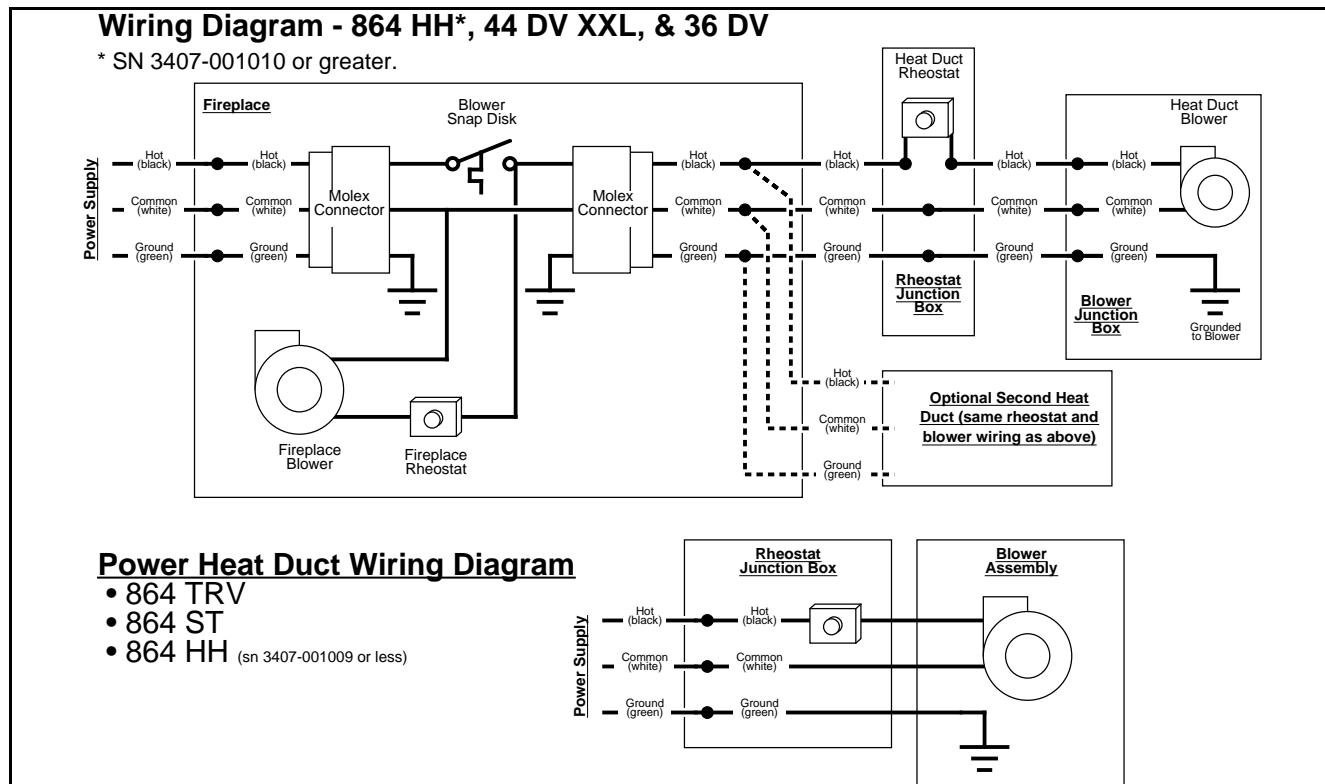 Wiring Diagram - 864 HH*, 44 DV XXL, & 36 DV
* SN 3407-001010 or greater.
Fireplace
Blower
Snap Disk
Heat Duct
Rheostat
Heat Duct
Blower
Power Supply
Hot
(black)
Hot
(black)
Hot
(black)
Hot
(black)
Hot
(black)
Hot
(black)
Molex
Connector
Molex
Connector
Common
(white)
Common
(white)
Common
(white)
Common
(white)
Common
(white)
Common
(white)
Ground
(green)
Ground
(green)
Ground
(green)
Ground
(green)
Ground
(green)
Ground
(green)
Rheostat
Junction
Box
Blower
Junction
Box
Grounded
to Blower
Fireplace
Blower
Fireplace
Rheostat
Hot
(black)
Common
(white)
Ground
(green)
Optional Second Heat
Duct (same rheostat and
blower wiring as above)
Power Heat Duct Wiring Diagram
• 864 TRV
• 864 ST
• 864 HH (sn 3407-001009 or less)
Rheostat
Junction Box
Blower
Assembly
Power Supply
Hot
(black)
Hot
(black)
Common
(white)
Common
(white)
Ground
(green)
Ground
(green)